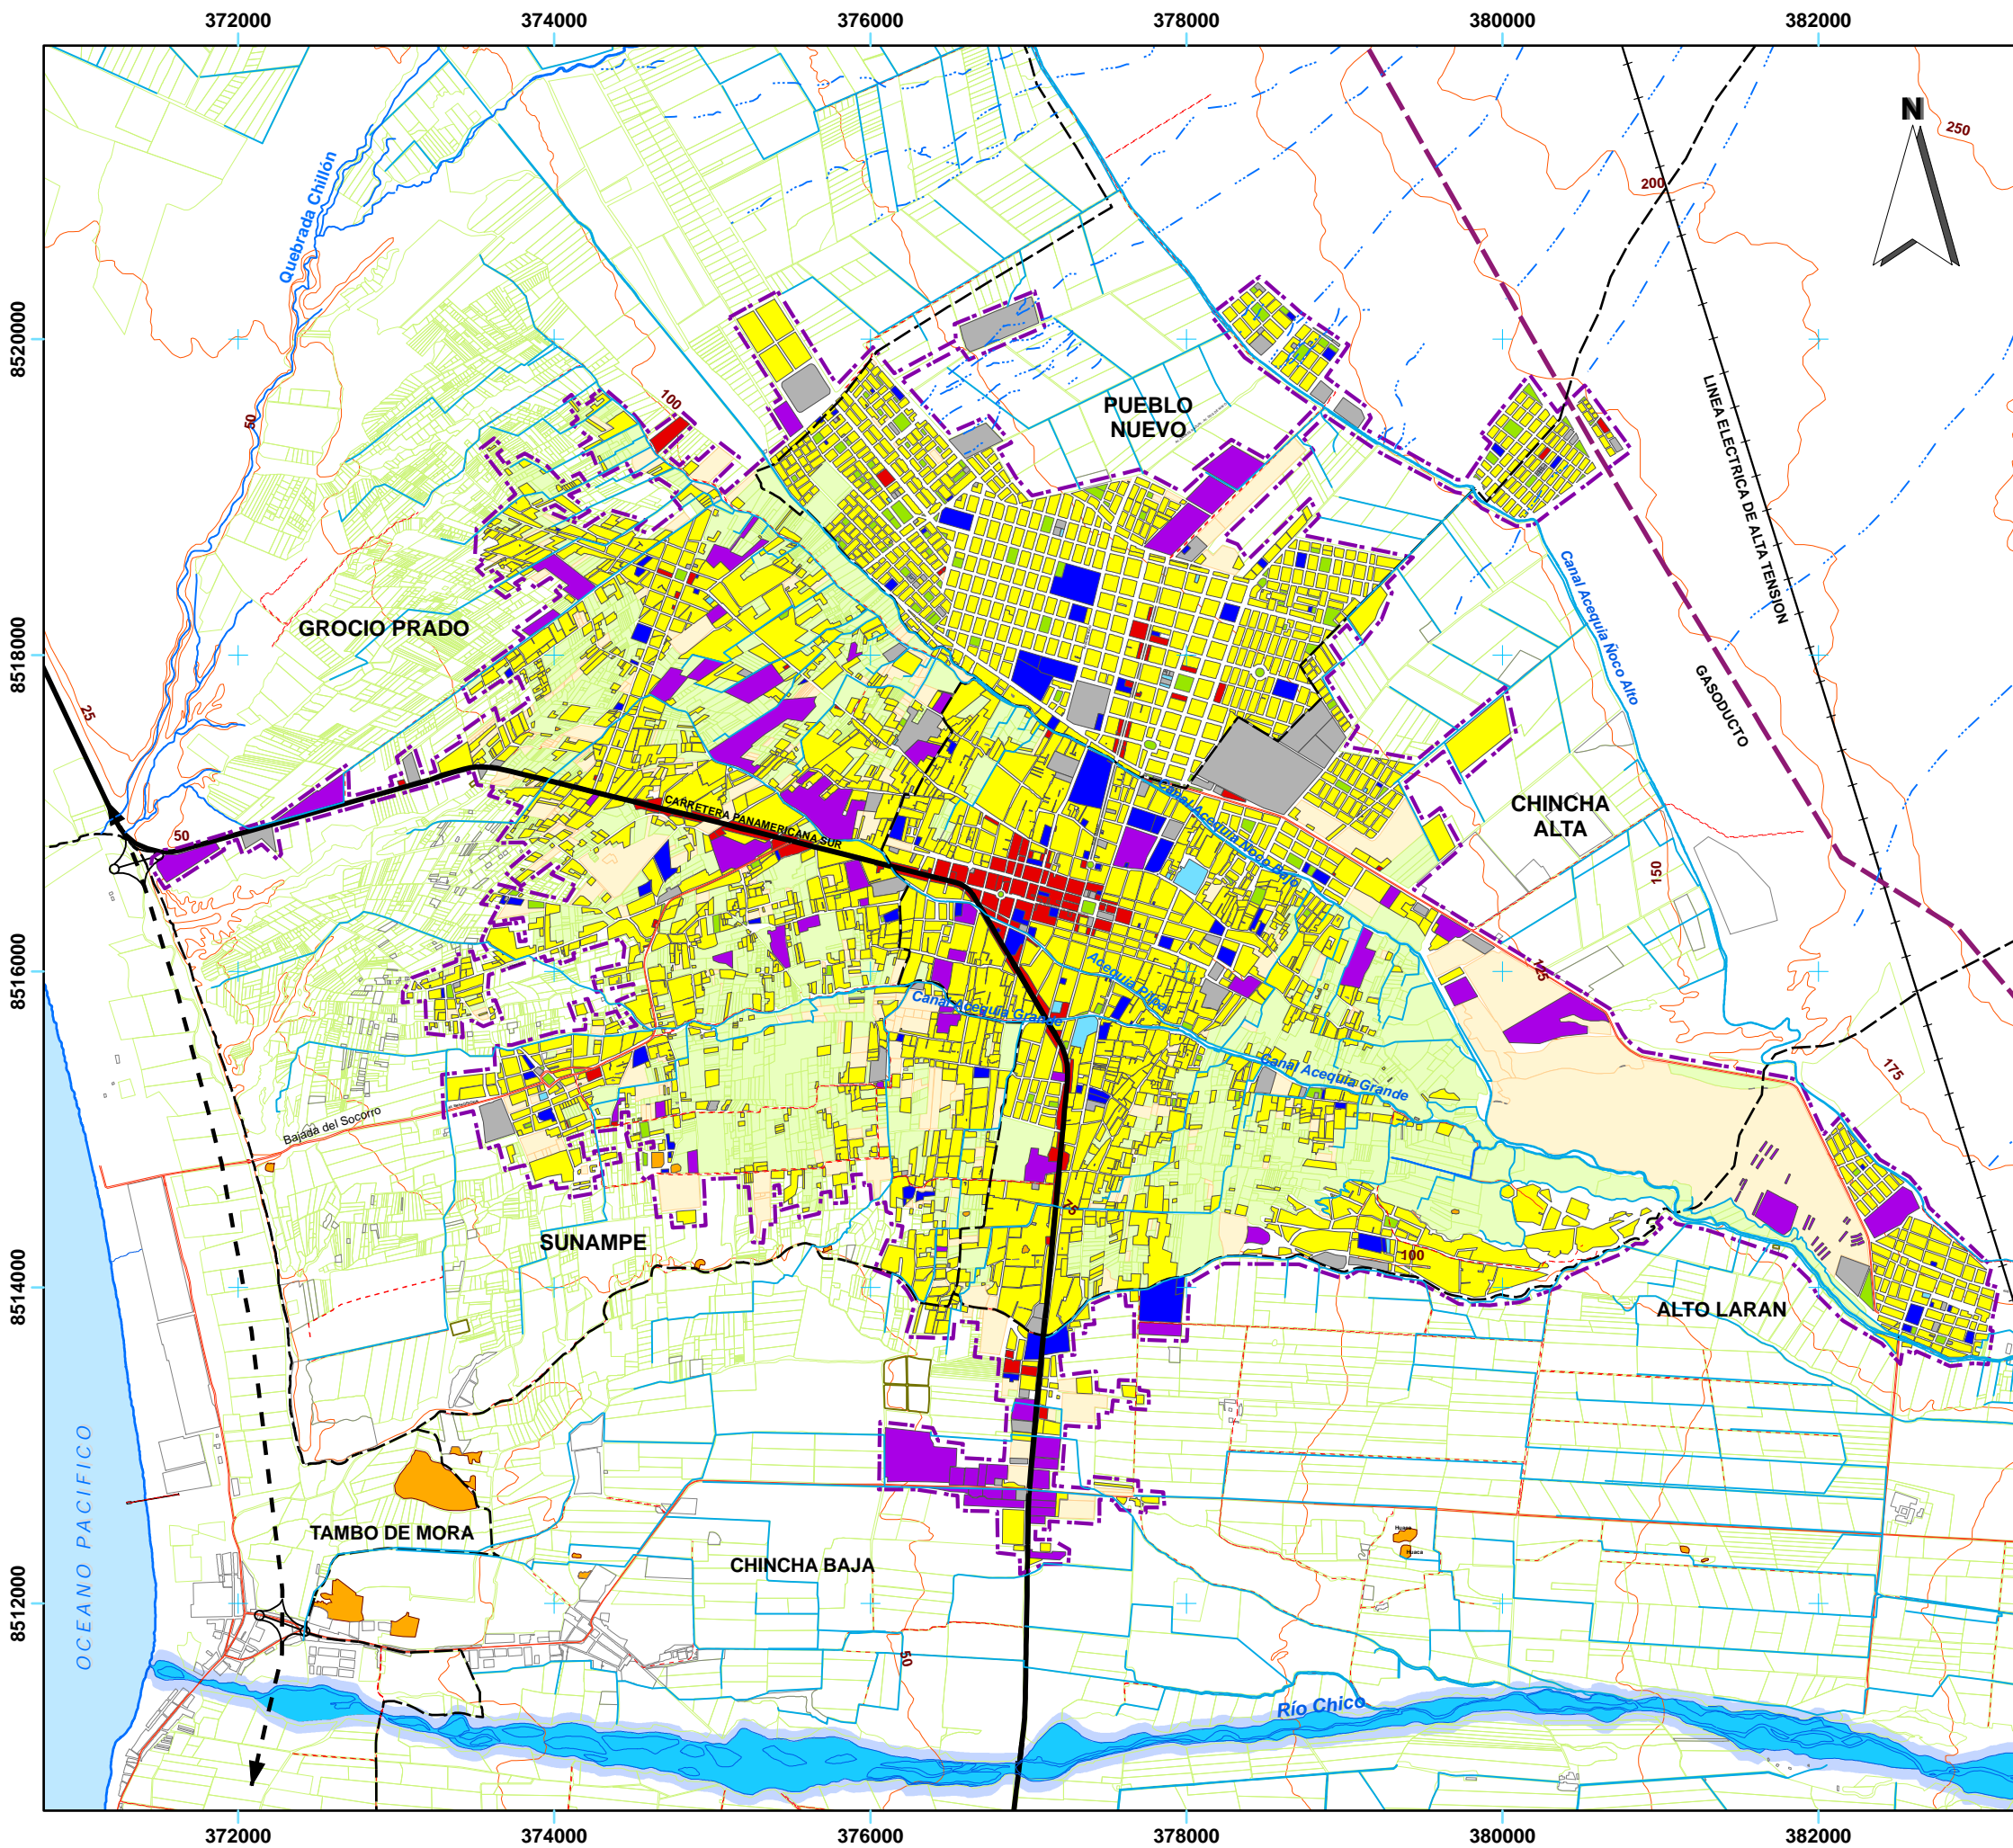 372000
374000
376000
378000
380000
382000
N
250
200
Quebrada Chillón
8520000
8520000
50
100
PUEBLO
NUEVO
LINEA ELECTRICA DE ALTA TENSION
GROCIO PRADO
Canal Acequia Ñoco Alto
8518000
GASODUCTO
25
CARRETERA PANAMERICANA SUR
Canal Acequia Ñoco Bajo
CHINCHA
ALTA
50
150
8516000
125
Acequia Pilpa
Canal Acequia Grande
Canal Acequia Grande
175
Bajada del Socorro
75
SUNAMPE
100
ALTO LARAN
8514000
OCEANO PACIFICO
TAMBO DE MORA
CHINCHA BAJA
Huaca
Huaca
8512000
50
Río Chico
372000
374000
376000
378000
380000
382000